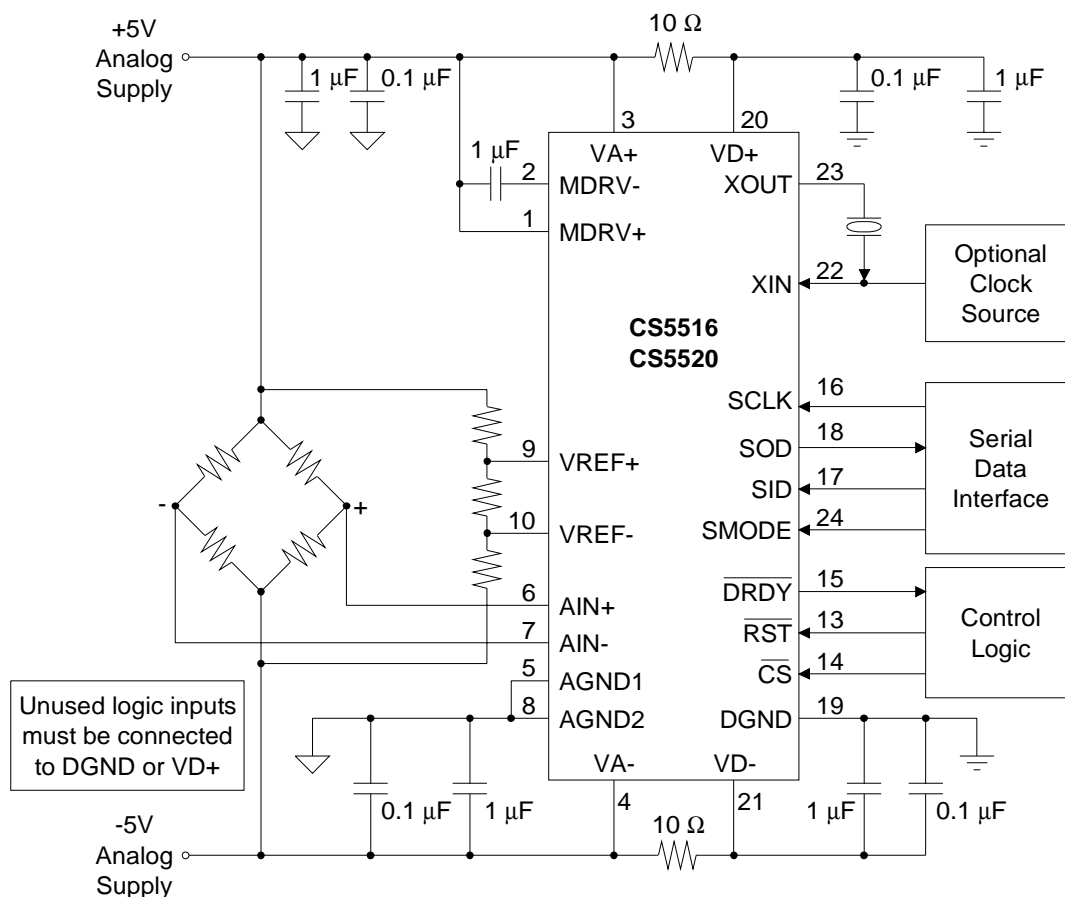 +5V
Analog
Supply
1 μF
0.1 μF
10 Ω
0.1 μF
1 μF
3
20
VA+
VD+
1 μF
2
MDRV-
XOUT
23
1
MDRV+
XIN
22
Optional
Clock
Source
CS5516
CS5520
SCLK
16
9
VREF+
SOD
18
Serial
Data
Interface
-
+
SID
17
10
VREF-
SMODE
24
6
AIN+
DRDY
15
7
AIN-
RST
13
Control
Logic
5
AGND1
CS
14
8
AGND2
DGND
19
Unused logic inputs
must be connected
to DGND or VD+
VA-
VD-
0.1 μF
1 μF
4
21
1 μF
0.1 μF
10 Ω
-5V
Analog
Supply